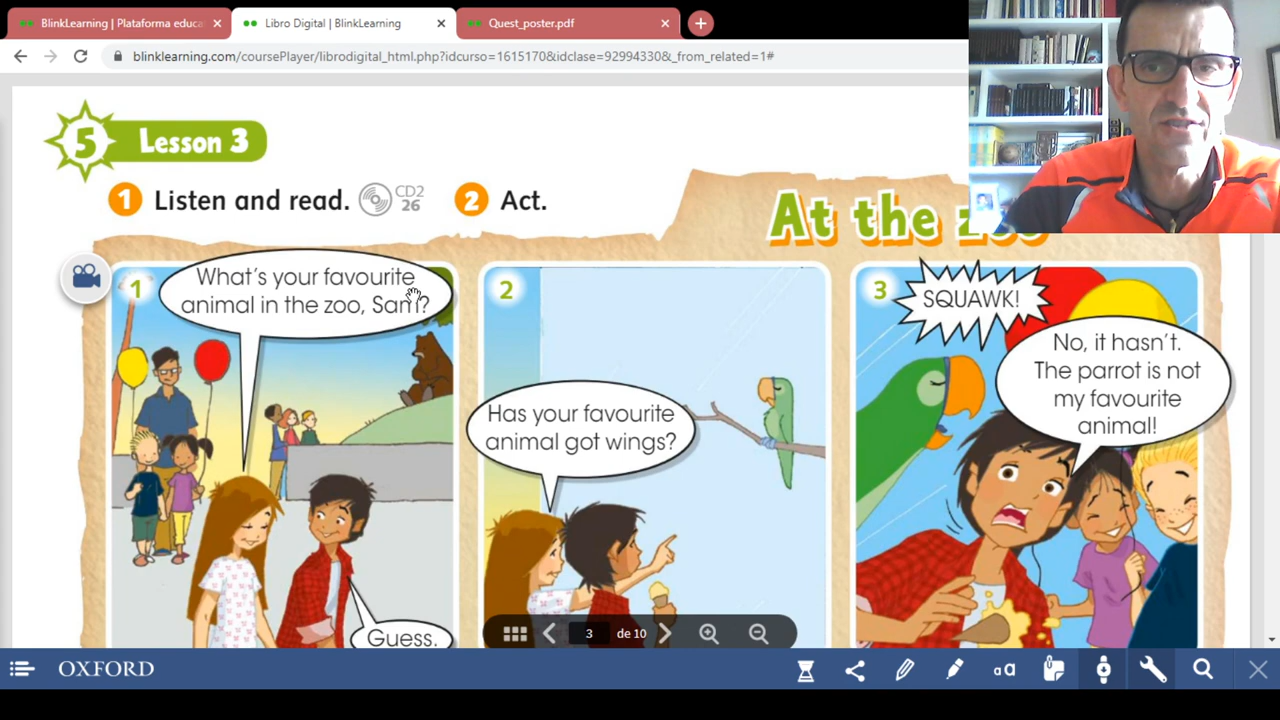 BlinkLearning | Plataforma educa
Libro Digital | BlinkLearning
Quest_poster.pdf
blinklearning.com/coursePlayer/librodigital_html.php?idcurso=1615170&idclase=92994330&_from_related=1#
5 Lesson 3
1 Listen and read. CD2 26
2 Act.
At the
1
What's your favourite
animal in the zoo, Sam?
Guess.
2
Has your favourite
animal got wings?
3
SQUAWK!
No, it hasn't.
The parrot is not
my favourite
animal!
3 de 10
OXFORD
aa